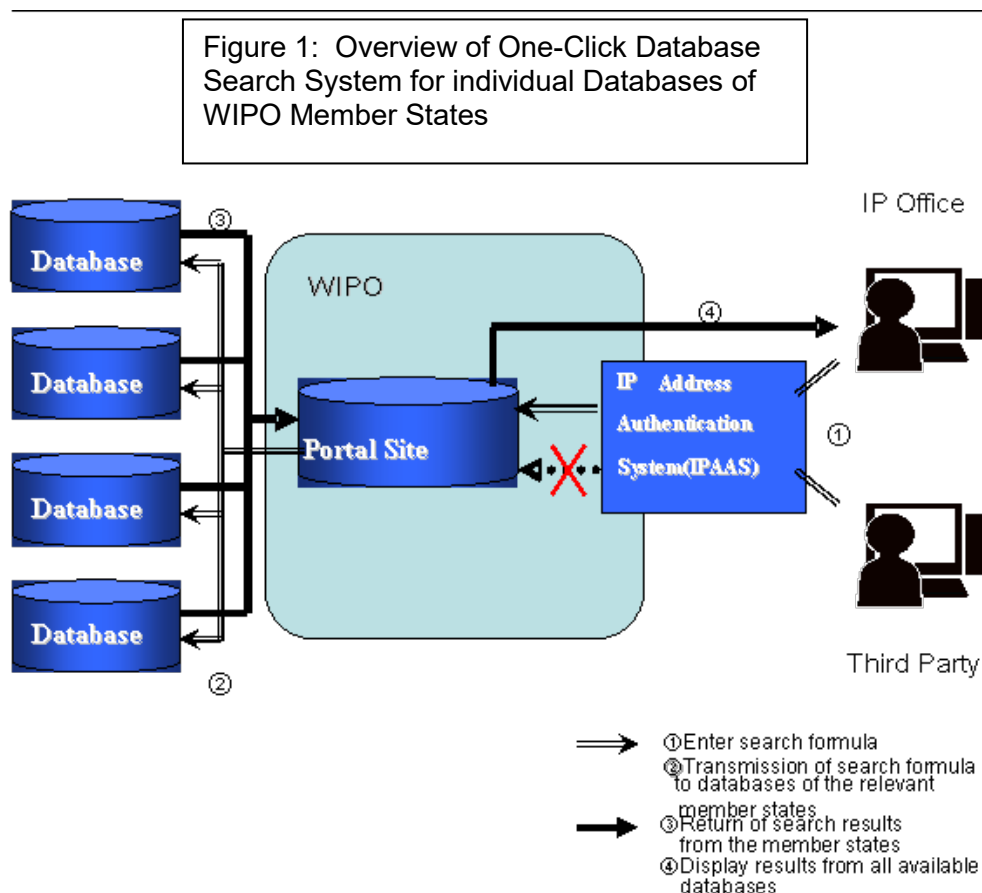 Figure 1: Overview of One-Click Database
Search System for individual Databases of
WIPO Member States
③
IP Office
Database
WIPO
④
Database
IP Address
Authentication
System(IPAAS)
①
Portal Site
Database
Database
②
Third Party
①Enter search formula
②Transmission of search formula
to databases of the relevant
member states
③Return of search results
from the member states
④Display results from all available
databases